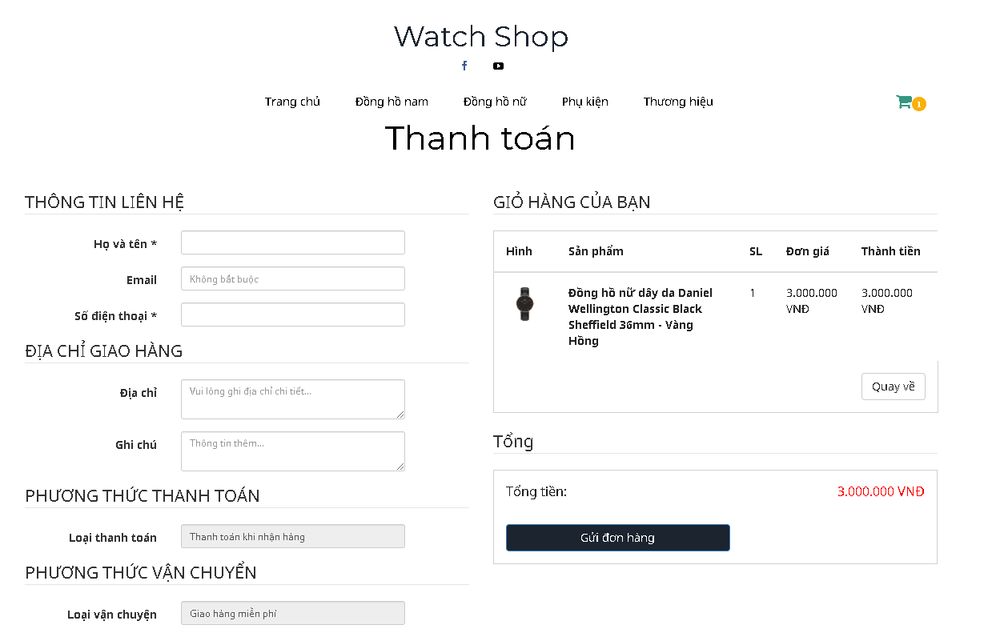 Watch Shop
Trang chủ Đồng hồ nam Đồng hồ nữ Phụ kiện Thương hiệu 1
Thanh toán
THÔNG TIN LIÊN HỆ
Họ và tên *
Email Không bắt buộc
Số điện thoại *
ĐỊA CHỈ GIAO HÀNG
Địa chỉ Vui lòng ghi địa chỉ chi tiết...
Ghi chú Thông tin thêm...
PHƯƠNG THỨC THANH TOÁN
Loại thanh toán Thanh toán khi nhận hàng
PHƯƠNG THỨC VẬN CHUYỂN
Loại vận chuyện Giao hàng miễn phí
GIỎ HÀNG CỦA BẠN
Hình Sản phẩm SL Đơn giá Thành tiền
Đồng hồ nữ dây da Daniel 1 3.000.000 3.000.000
Wellington Classic Black VNĐ VNĐ
Sheffield 36mm - Vàng
Hồng
Quay về
Tổng
Tổng tiền: 3.000.000 VNĐ
Gửi đơn hàng